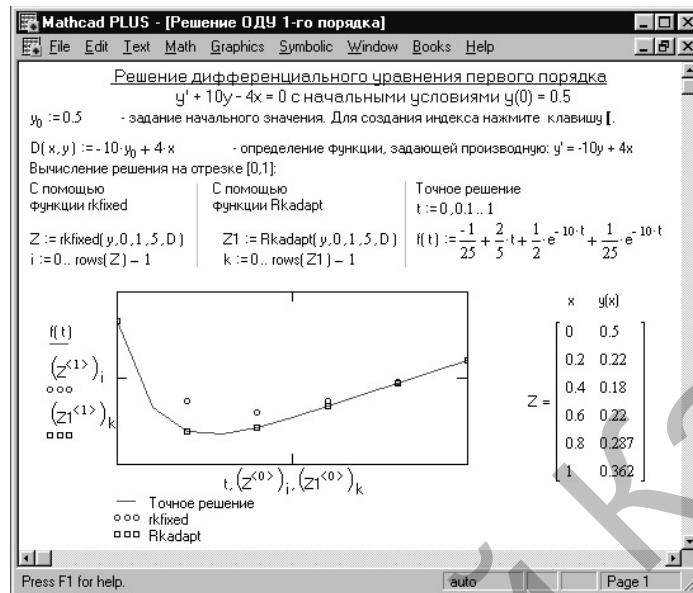 Mathcad PLUS - [Решение ОДУ 1-го порядка]
File Edit Text Math Graphics Symbolic Window Books Help
Решение дифференциального уравнения первого порядка
y' + 10y - 4x = 0 с начальными условиями y(0) = 0.5
y₀ := 0.5 - задание начального значения. Для создания индекса нажмите клавишу [.
D(x,y) := -10·y₀ + 4·x - определение функции, задающей производную: y' = -10y + 4x
Вычисление решения на отрезке [0,1]:
С помощью функции rkfixed
Z := rkfixed(y,0,1,5,D)
i := 0.. rows(Z) - 1
С помощью функции Rkadapt
Z1 := Rkadapt(y,0,1,5,D)
k := 0.. rows(Z1) - 1
Точное решение
t := 0,0.1.. 1
f(t) := -1/25 + 2/5·t + 1/2·e^-10·t + 1/25·e^-10·t
f(t)
(Z<1>)i
(Z1<1>)k
t,(Z<0>)i,(Z1<0>)k
Точное решение
rkfixed
Rkadapt
x y(x)
0 0.5
0.2 0.22
0.4 0.18
Z = 0.6 0.22
0.8 0.287
1 0.362
Press F1 for help. auto Page 1